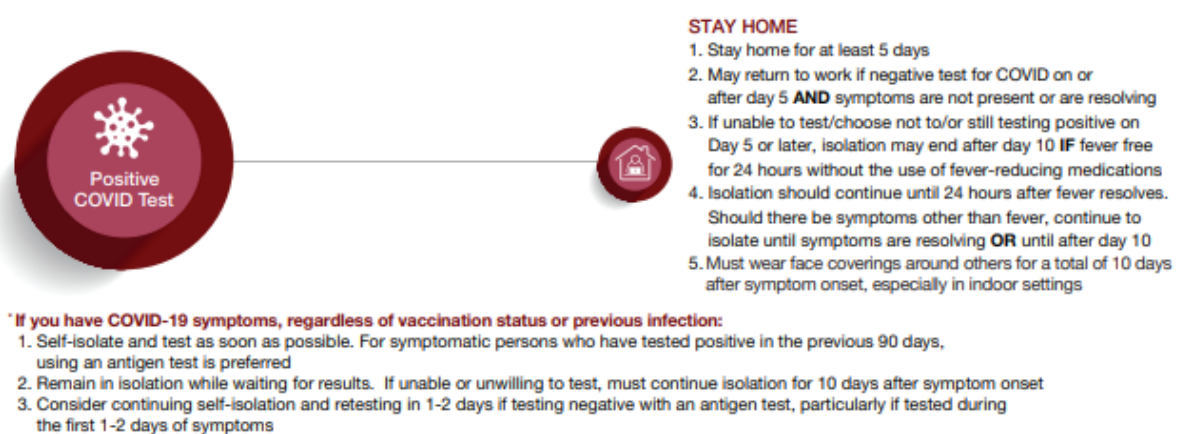 Positive
COVID Test
STAY HOME
1. Stay home for at least 5 days
2. May return to work if negative test for COVID on or
after day 5 AND symptoms are not present or are resolving
3. If unable to test/choose not to/or still testing positive on
Day 5 or later, isolation may end after day 10 IF fever free
for 24 hours without the use of fever-reducing medications
4. Isolation should continue until 24 hours after fever resolves.
Should there be symptoms other than fever, continue to
isolate until symptoms are resolving OR until after day 10
5. Must wear face coverings around others for a total of 10 days
after symptom onset, especially in indoor settings
*If you have COVID-19 symptoms, regardless of vaccination status or previous infection:
1. Self-isolate and test as soon as possible. For symptomatic persons who have tested positive in the previous 90 days,
using an antigen test is preferred
2. Remain in isolation while waiting for results. If unable or unwilling to test, must continue isolation for 10 days after symptom onset
3. Consider continuing self-isolation and retesting in 1-2 days if testing negative with an antigen test, particularly if tested during
the first 1-2 days of symptoms